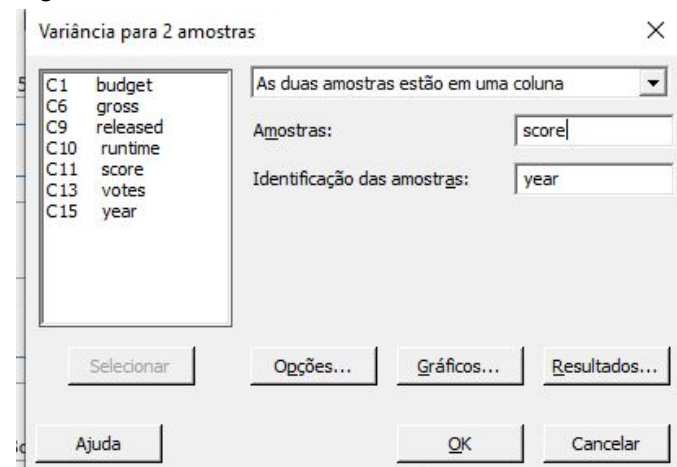 Variância para 2 amostras
C1 budget
C6 gross
C9 released
C10 runtime
C11 score
C13 votes
C15 year
As duas amostras estão em uma coluna
Amostras: score
Identificação das amostras: year
Selecionar
Opções... Gráficos... Resultados...
Ajuda OK Cancelar